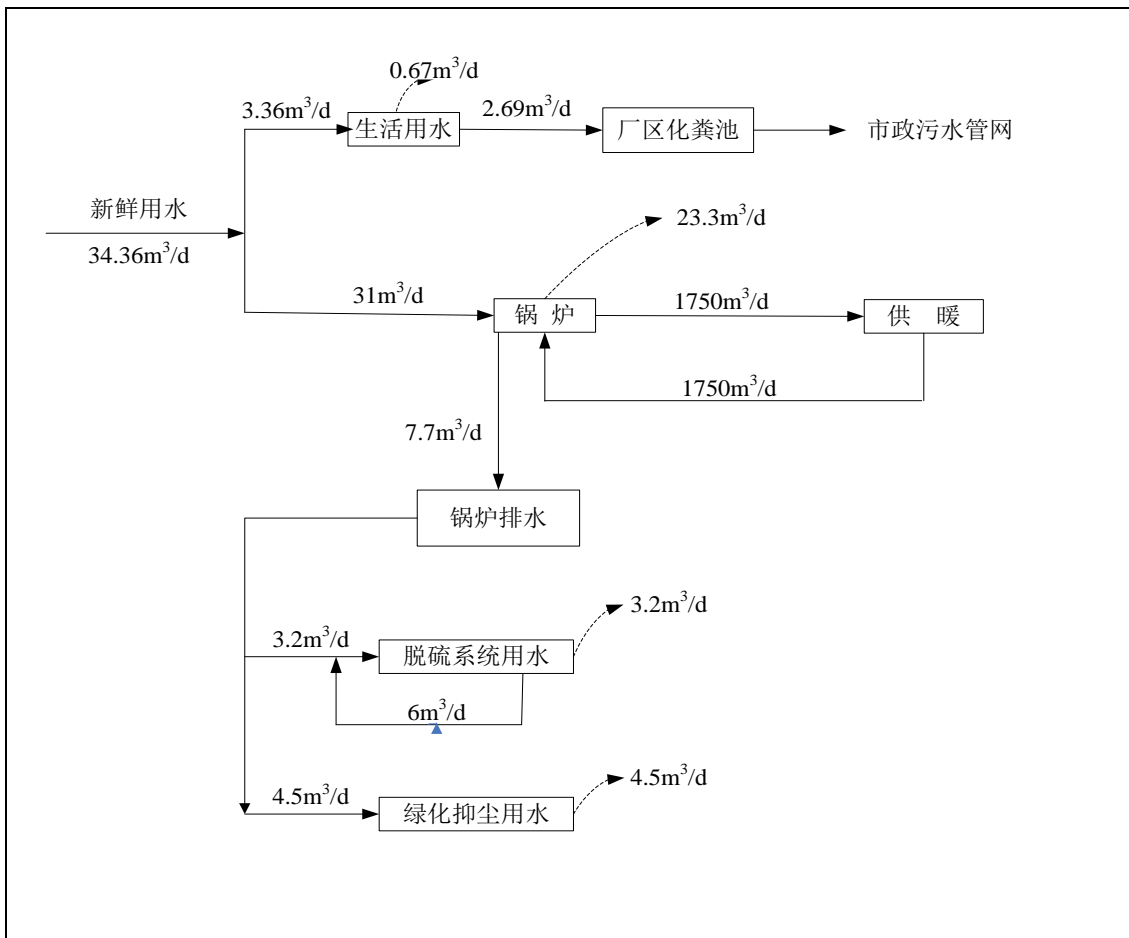 0.67m³/d
3.36m³/d
生活用水
2.69m³/d
厂区化粪池
市政污水管网
新鲜用水
34.36m³/d
23.3m³/d
31m³/d
锅 炉
1750m³/d
供 暖
1750m³/d
7.7m³/d
锅炉排水
3.2m³/d
3.2m³/d
脱硫系统用水
6m³/d
4.5m³/d
4.5m³/d
绿化抑尘用水